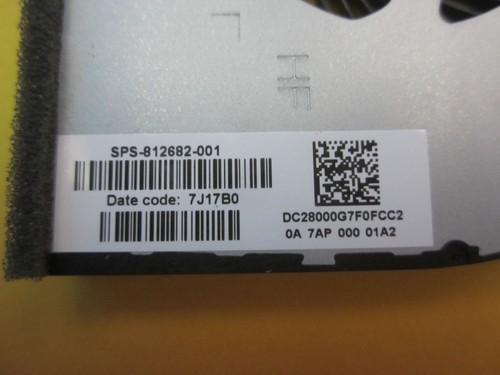 HF
SPS-812682-001
Date code: 7J17B0
DC28000G7F0FCC2
0A 7AP 000 01A2